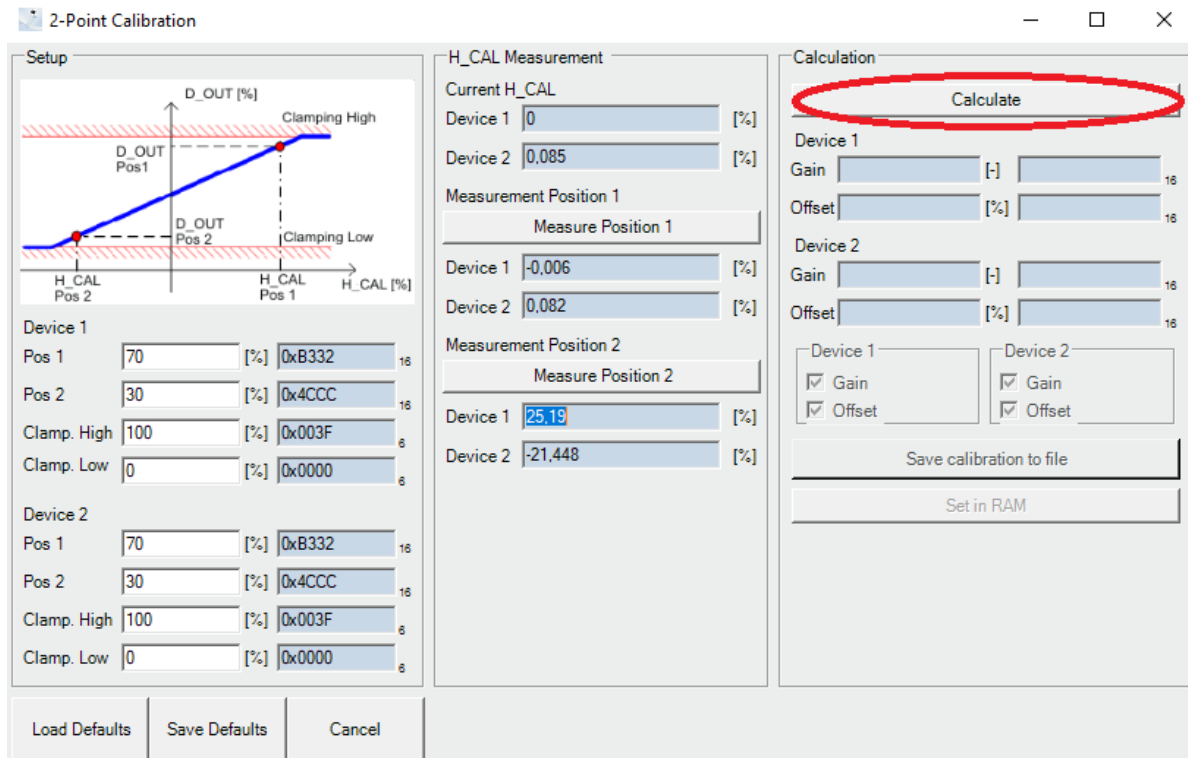 2-Point Calibration
Setup
D_OUT [%]
Clamping High
D_OUT
Pos1
D_OUT
Pos 2
Clamping Low
H_CAL
Pos 2
H_CAL
Pos 1
H_CAL [%]
Device 1
Pos 1 70 [%] 0xB332 16
Pos 2 30 [%] 0x4CCC 16
Clamp. High 100 [%] 0x003F 6
Clamp. Low 0 [%] 0x0000 6
Device 2
Pos 1 70 [%] 0xB332 16
Pos 2 30 [%] 0x4CCC 16
Clamp. High 100 [%] 0x003F 6
Clamp. Low 0 [%] 0x0000 6
H_CAL Measurement
Current H_CAL
Device 1 0 [%]
Device 2 0,085 [%]
Measurement Position 1
Measure Position 1
Device 1 -0,006 [%]
Device 2 0,082 [%]
Measurement Position 2
Measure Position 2
Device 1 25,19 [%]
Device 2 -21,448 [%]
Calculation
Calculate
Device 1
Gain [-] 16
Offset [%] 16
Device 2
Gain [-] 16
Offset [%] 16
Device 1
Gain
Offset
Device 2
Gain
Offset
Save calibration to file
Set in RAM
Load Defaults
Save Defaults
Cancel